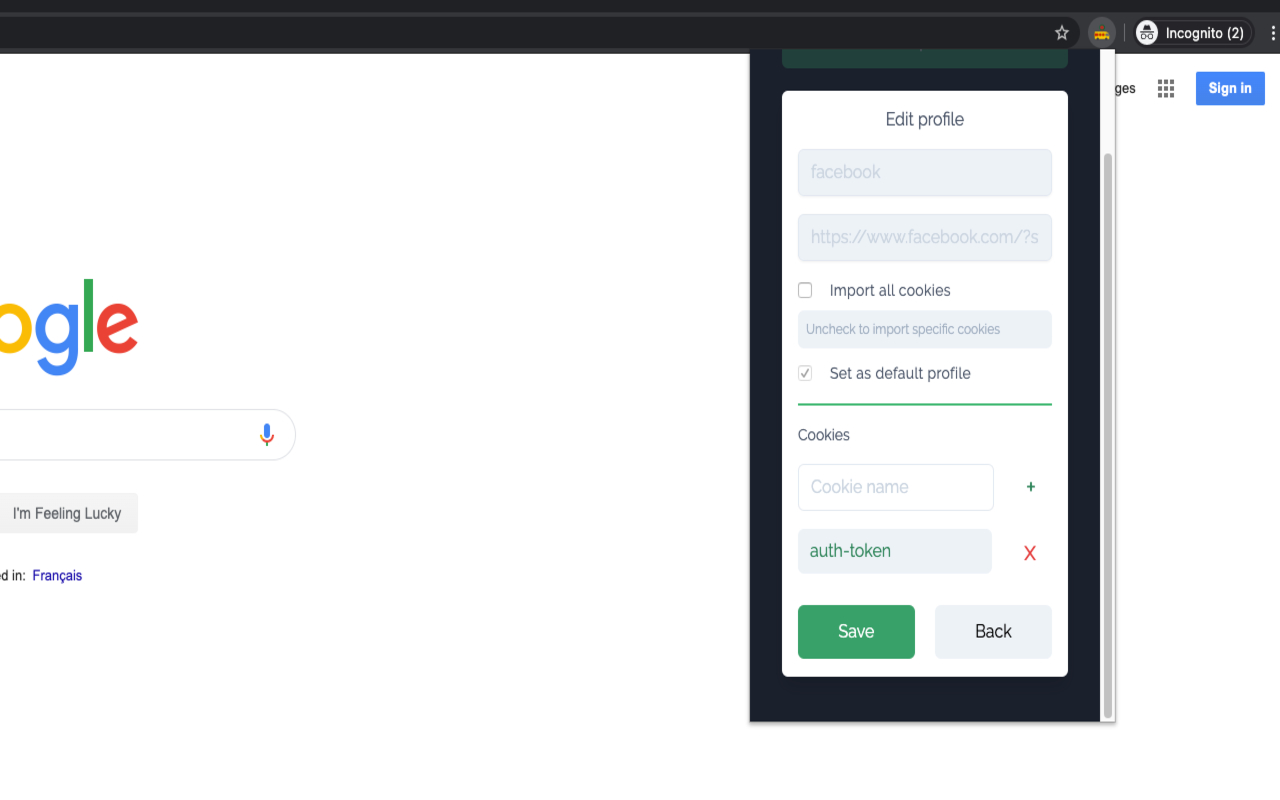 Incognito (2)
ges
Sign in
Edit profile
facebook
https://www.facebook.com/?s
Import all cookies
Uncheck to import specific cookies
Set as default profile
Cookies
Cookie name
+
auth-token
X
Save
Back
ogle
I'm Feeling Lucky
ed in: Français